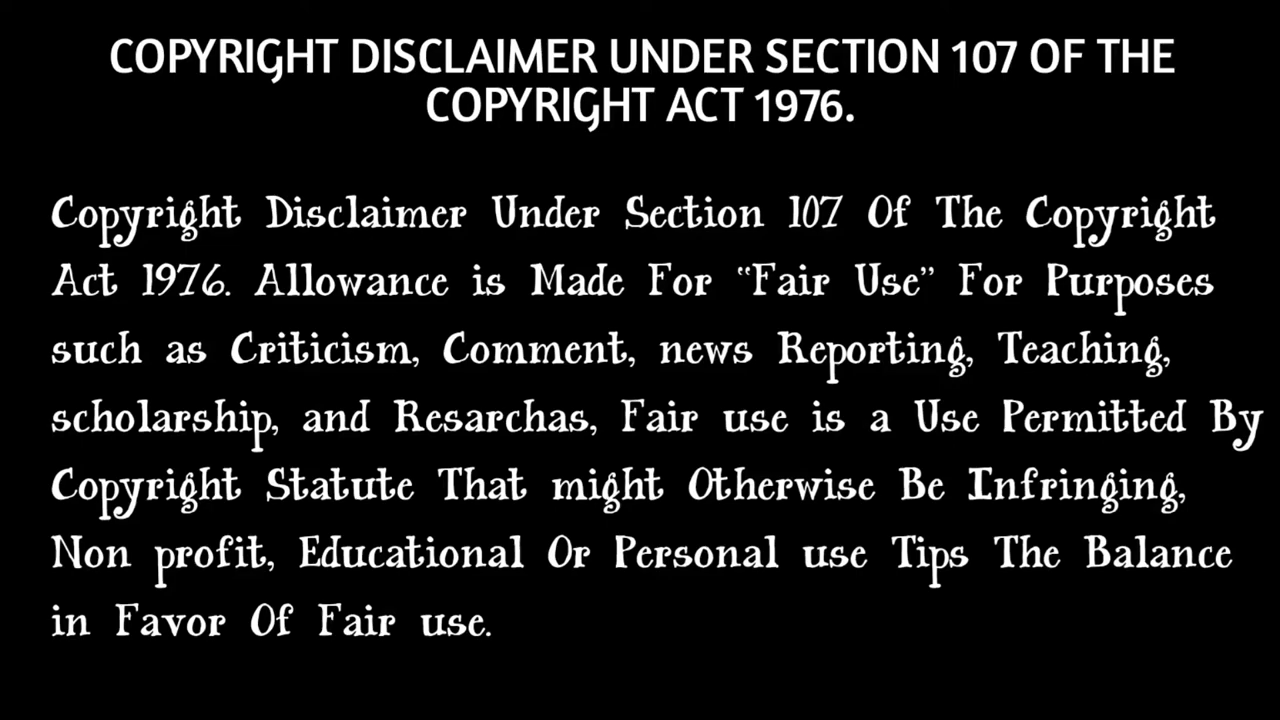 COPYRIGHT DISCLAIMER UNDER SECTION 107 OF THE
COPYRIGHT ACT 1976.
Copyright Disclaimer Under Section 107 Of The Copyright
Act 1976. Allowance is Made For “Fair Use” For Purposes
such as Criticism, Comment, news Reporting, Teaching,
scholarship, and Resarchas, Fair use is a Use Permitted By
Copyright Statute That might Otherwise Be Infringing,
Non profit, Educational Or Personal use Tips The Balance
in Favor Of Fair use.